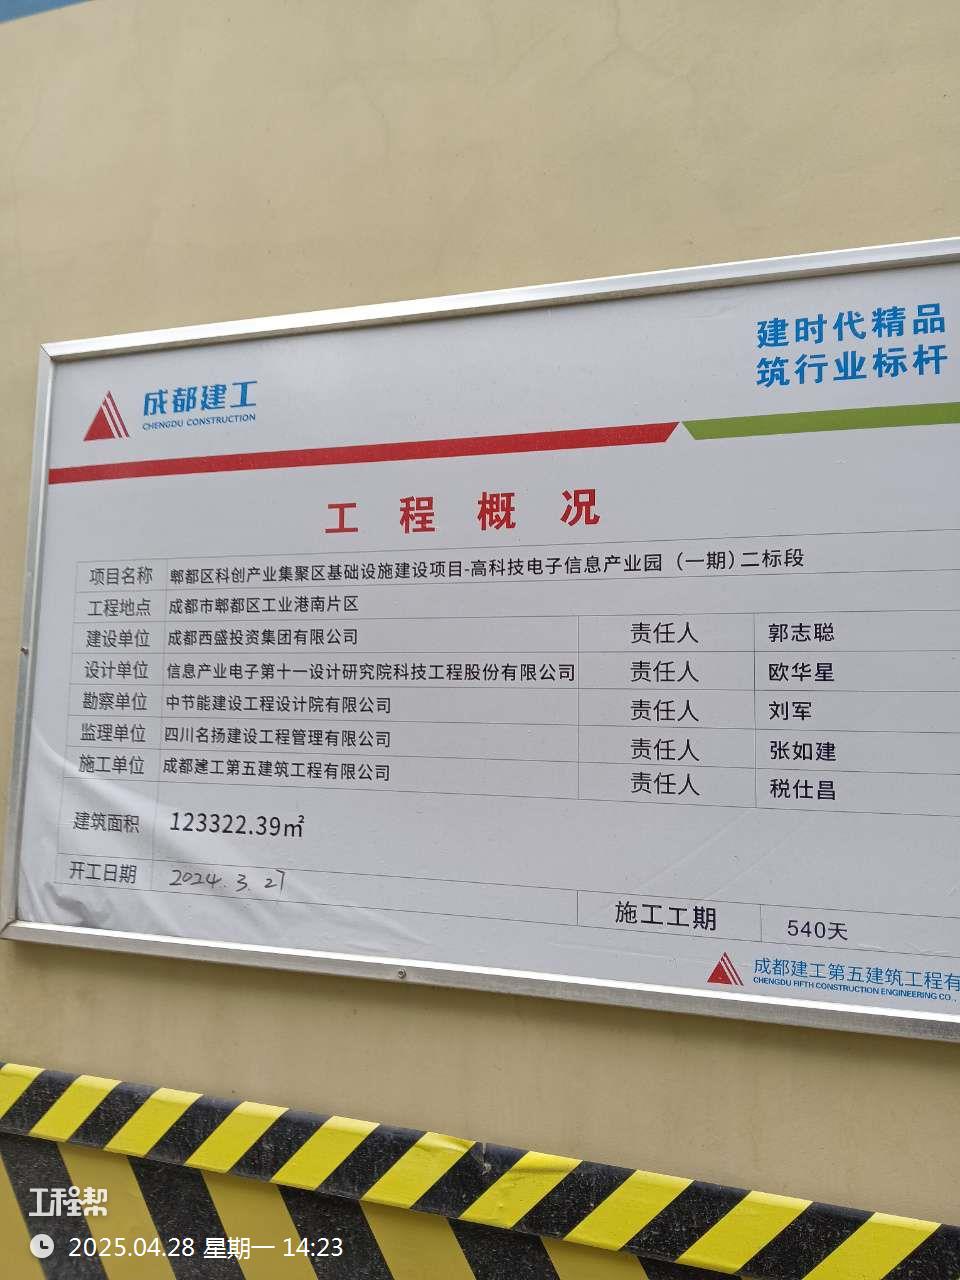 建时代精品
筑行业标杆
成都建工
CHENGDU CONSTRUCTION
工程概况
项目名称 郫都区科创产业集聚区基础设施建设项目-高科技电子信息产业园（一期)二标段
工程地点 成都市郫都区工业港南片区
建设单位 成都西盛投资集团有限公司 责任人 郭志聪
设计单位 信息产业电子第十一设计研究院科技工程股份有限公司 责任人 欧华星
勘察单位 中节能建设工程设计院有限公司 责任人 刘军
监理单位 四川名扬建设工程管理有限公司 责任人 张如建
施工单位 成都建工第五建筑工程有限公司 责任人 税仕昌
建筑面积 123322.39㎡
开工日期 2024.3.27 施工工期 540天
成都建工第五建筑工程有
CHENGDU FIFTH CONSTRUCTION ENGINEERING CO.,
工程帮
2025.04.28 星期一 14:23